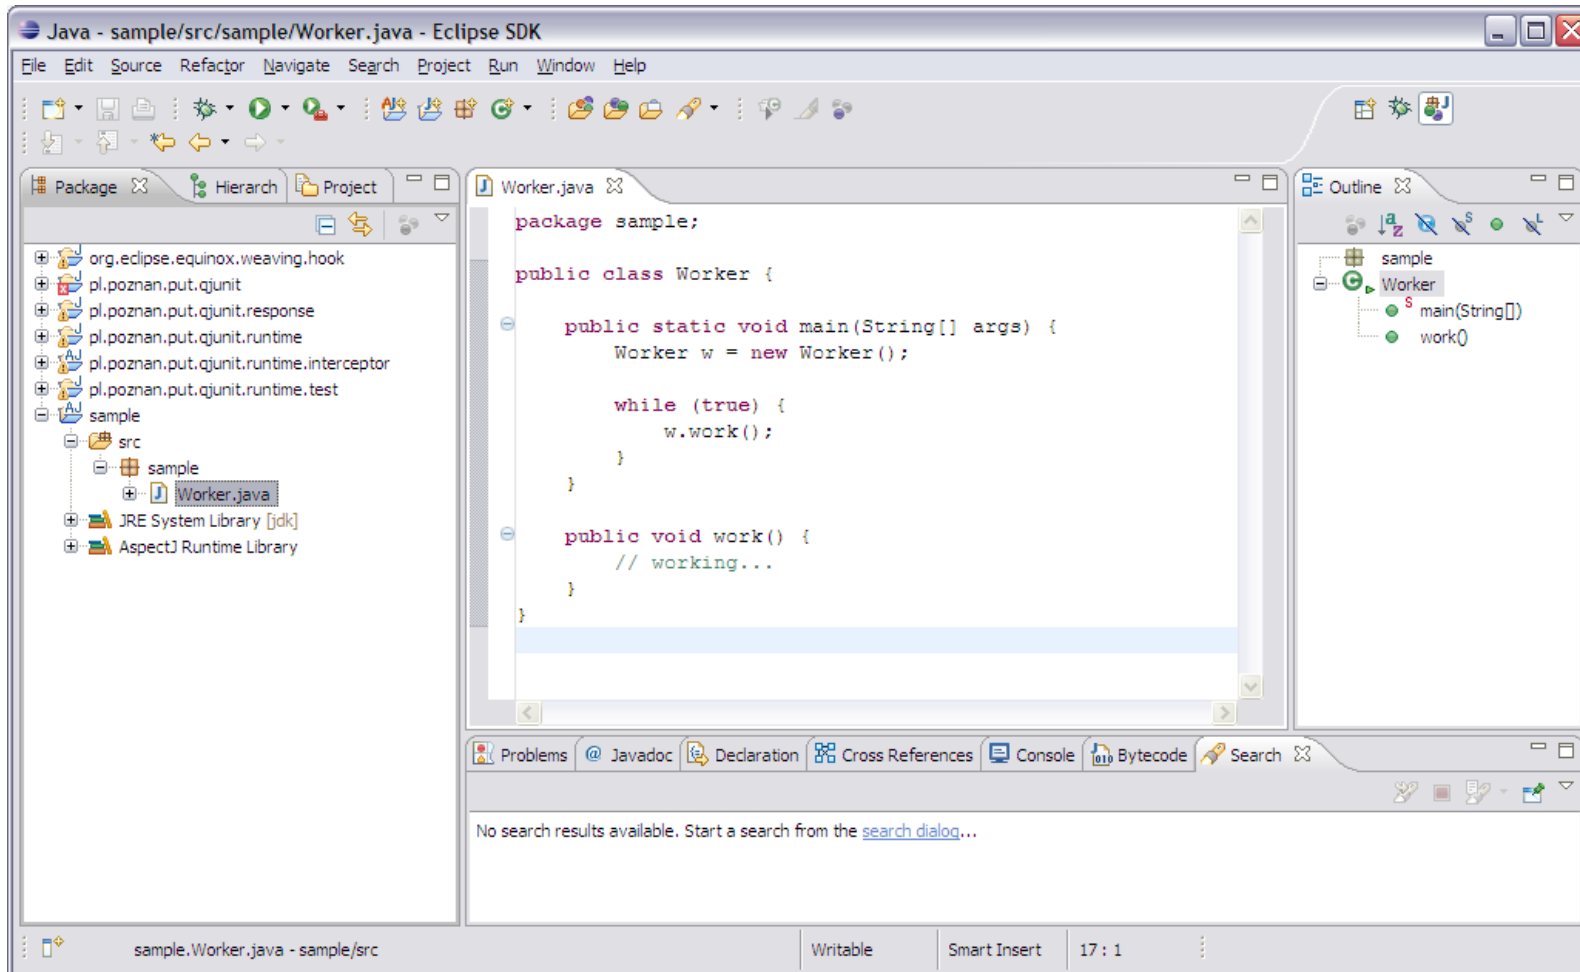 Java - sample/src/sample/Worker.java - Eclipse SDK
File Edit Source Refactor Navigate Search Project Run Window Help
Package Hierarch Project
org.eclipse.equinox.weaving.hook
pl.poznan.put.qjunit
pl.poznan.put.qjunit.response
pl.poznan.put.qjunit.runtime
pl.poznan.put.qjunit.runtime.interceptor
pl.poznan.put.qjunit.runtime.test
sample
src
sample
Worker.java
JRE System Library [jdk]
AspectJ Runtime Library
Worker.java
package sample;
public class Worker {
public static void main(String[] args) {
Worker w = new Worker();
while (true) {
w.work();
}
}
public void work() {
// working...
}
}
Outline
sample
Worker
main(String[])
work()
Problems @ Javadoc Declaration Cross References Console Bytecode Search
No search results available. Start a search from the search dialog...
sample.Worker.java - sample/src Writable Smart Insert 17 : 1